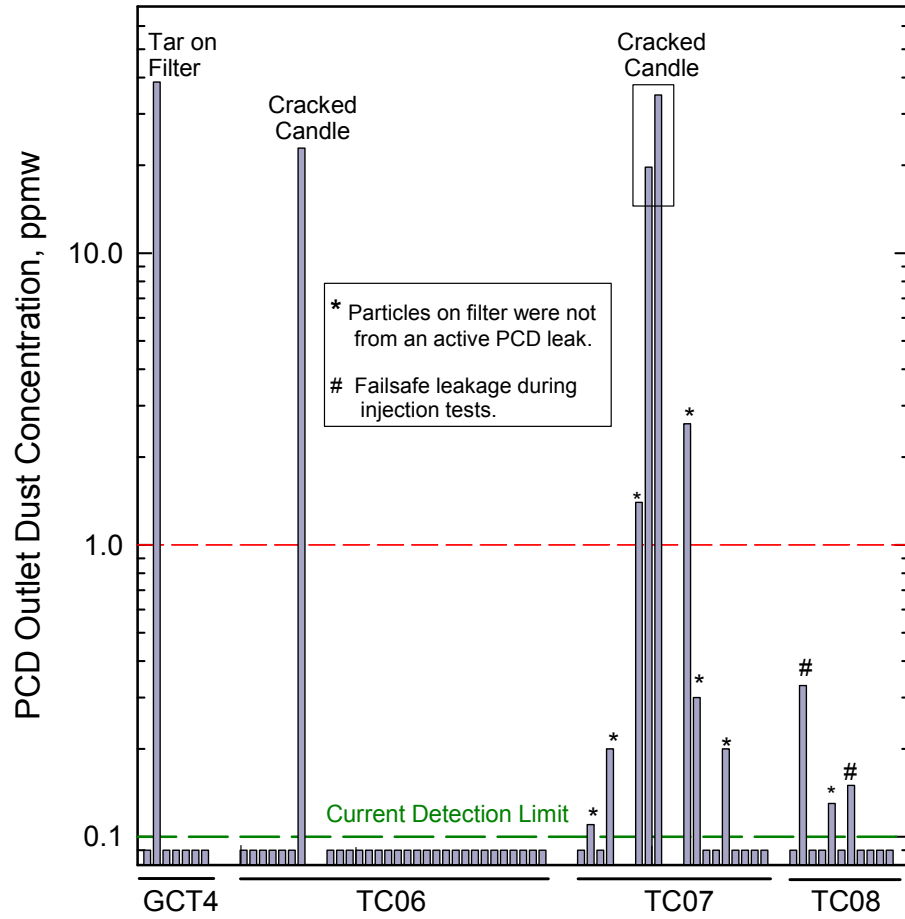 PCD Outlet Dust Concentration, ppmw
10.0
1.0
0.1
Tar on
Filter
Cracked
Candle
Cracked
Candle
* Particles on filter were not
from an active PCD leak.
# Failsafe leakage during
injection tests.
*
*
*
*
*
*
#
*
#
Current Detection Limit
GCT4
TC06
TC07
TC08